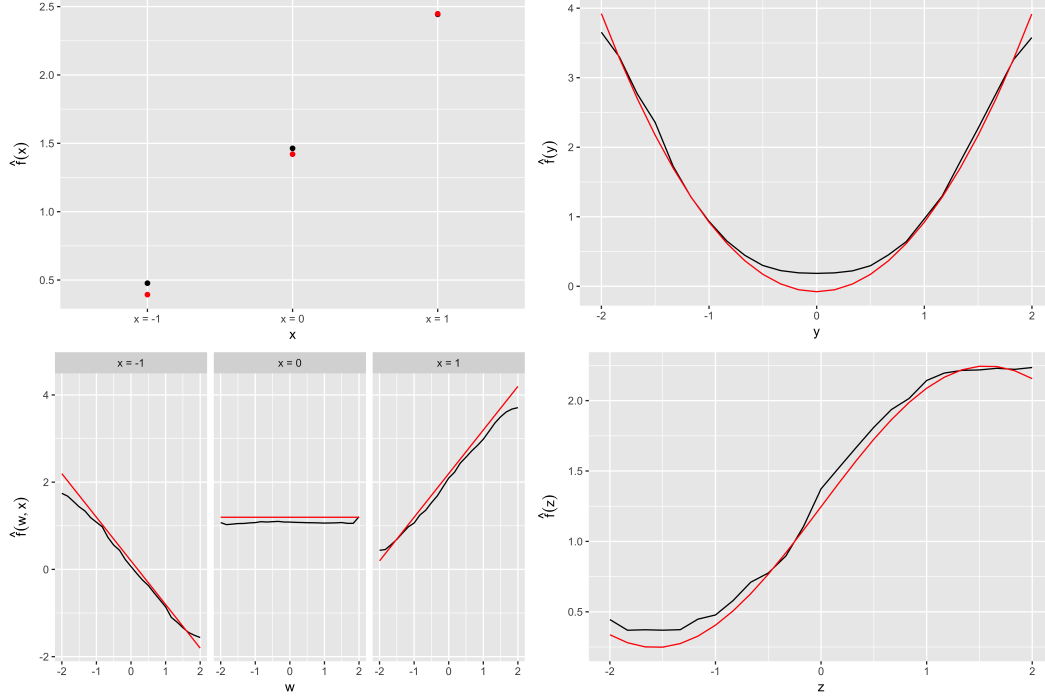 2.5
2.0
1.5
1.0
0.5
x = -1 x = 0 x = 1
x
f̂(x)
4
3
2
1
0
-2 -1 0 1 2
y
f̂(y)
x = -1 x = 0 x = 1
4
2
0
-2
-2 -1 0 1 2 -2 -1 0 1 2 -2 -1 0 1 2
w
f̂(w, x)
2.0
1.5
1.0
0.5
-2 -1 0 1 2
z
f̂(z)